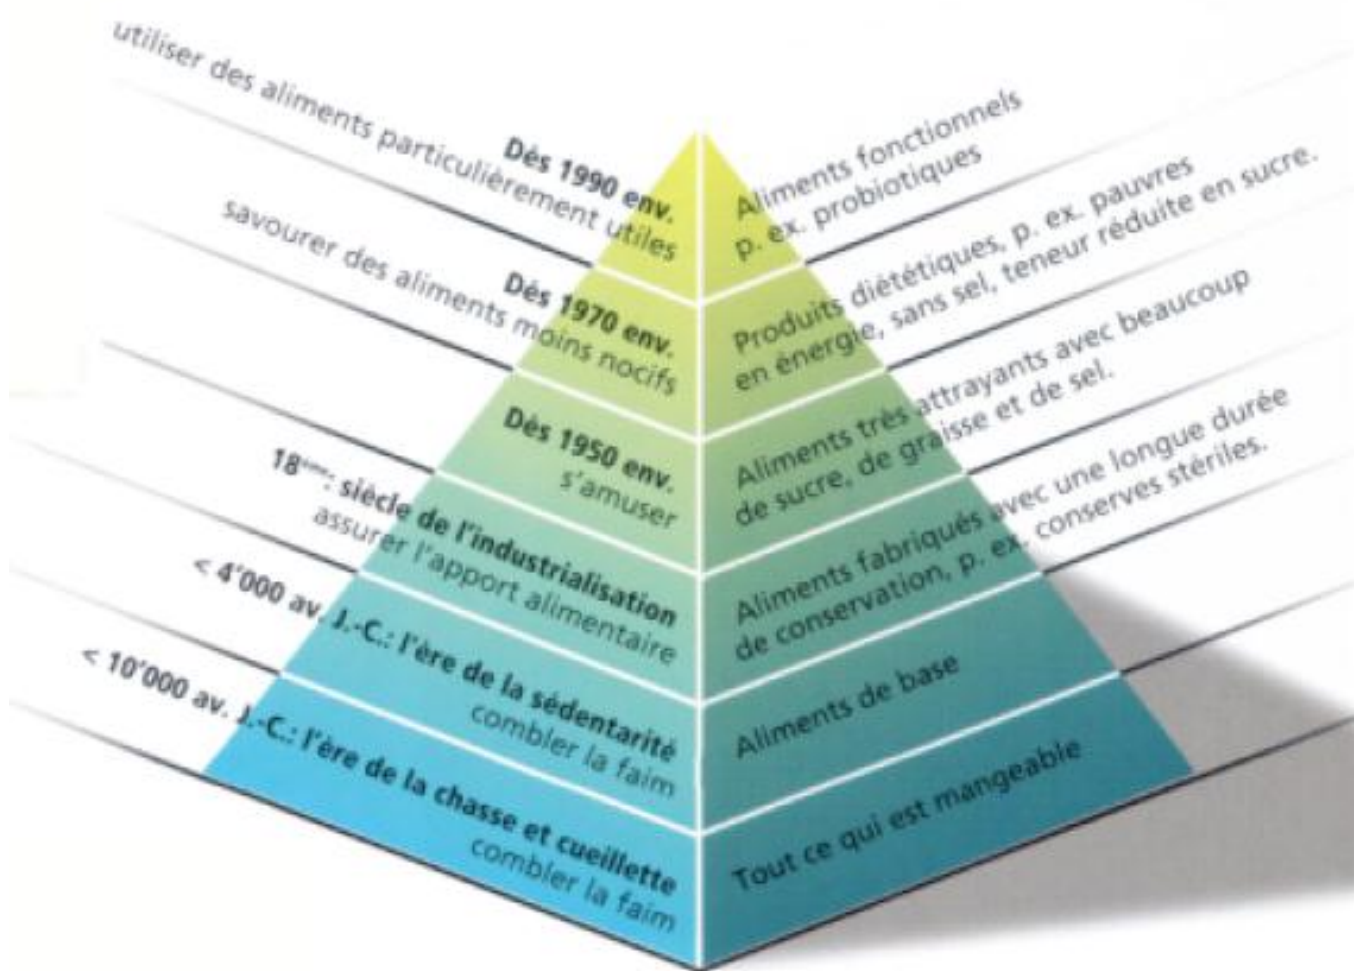 Dès 1990 env.
utiliser des aliments particulièrement utiles
Aliments fonctionnels
p. ex. probiotiques
Dès 1970 env.
savourer des aliments moins nocifs
Produits diététiques, p. ex. pauvres
en énergie, sans sel, teneur réduite en sucre.
Dès 1950 env.
s'amuser
Aliments très attrayants avec beaucoup
de sucre, de graisse et de sel.
18ème: siècle de l'industrialisation
assurer l'apport alimentaire
Aliments fabriqués avec une longue durée
de conservation, p. ex. conserves stériles.
< 4'000 av. J.-C.: l'ère de la sédentarité
combler la faim
Aliments de base
< 10'000 av. J.-C.: l'ère de la chasse et cueillette
combler la faim
Tout ce qui est mangeable